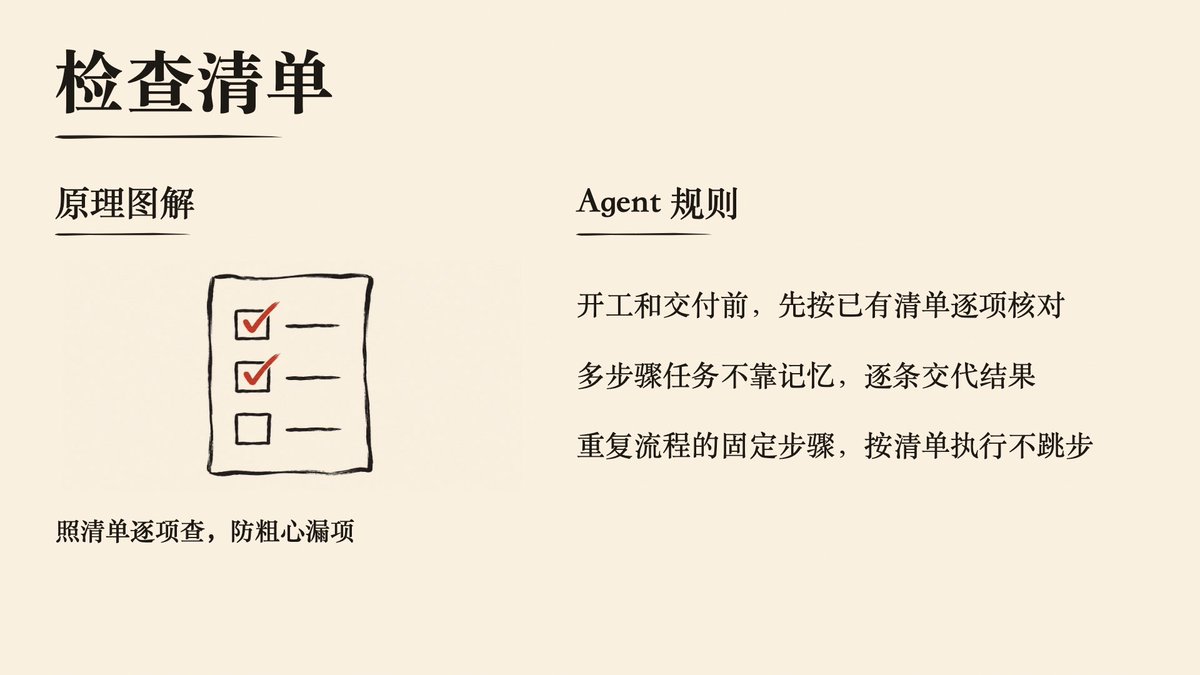 检查清单
原理图解
照清单逐项查，防粗心漏项
Agent 规则
开工和交付前，先按已有清单逐项核对
多步骤任务不靠记忆，逐条交代结果
重复流程的固定步骤，按清单执行不跳步